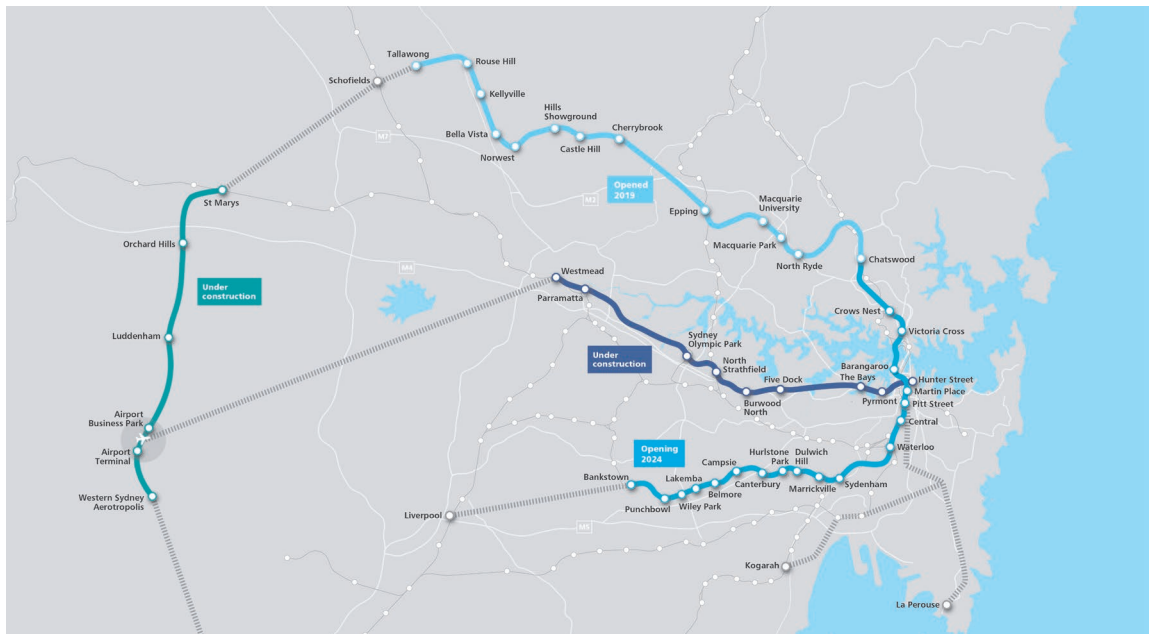 Tallawong
Rouse Hill
Schofields
Kellyville
Hills
Showground
Cherrybrook
M7
Bella Vista
Castle Hill
Norwest
Opened
2019
M2
St Marys
Macquarie
University
Epping
Orchard Hills
Macquarie Park
North Ryde
Chatswood
M4
Westmead
Under
construction
Parramatta
Crows Nest
Luddenham
Victoria Cross
Sydney
Olympic Park
Under
construction
North
Strathfield
Barangaroo
Five Dock
The Bays
Hunter Street
Martin Place
Burwood
North
Pyrmont
Pitt Street
Airport
Business Park
Central
Airport
Terminal
Opening
2024
Waterloo
Hurlstone
Park
Dulwich
Hill
Campsie
Bankstown
Lakemba
Canterbury
Marrickville
Sydenham
Belmore
Wiley Park
Punchbowl
Western Sydney
Aerotropolis
Liverpool
M5
Kogarah
La Perouse